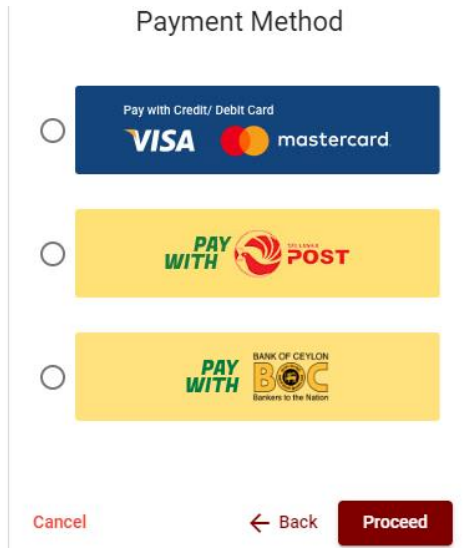 Payment Method
Pay with Credit/ Debit Card
VISA mastercard
PAY WITH SRI LANKA POST
PAY WITH BANK OF CEYLON BOC Bankers to the Nation
Cancel ← Back Proceed